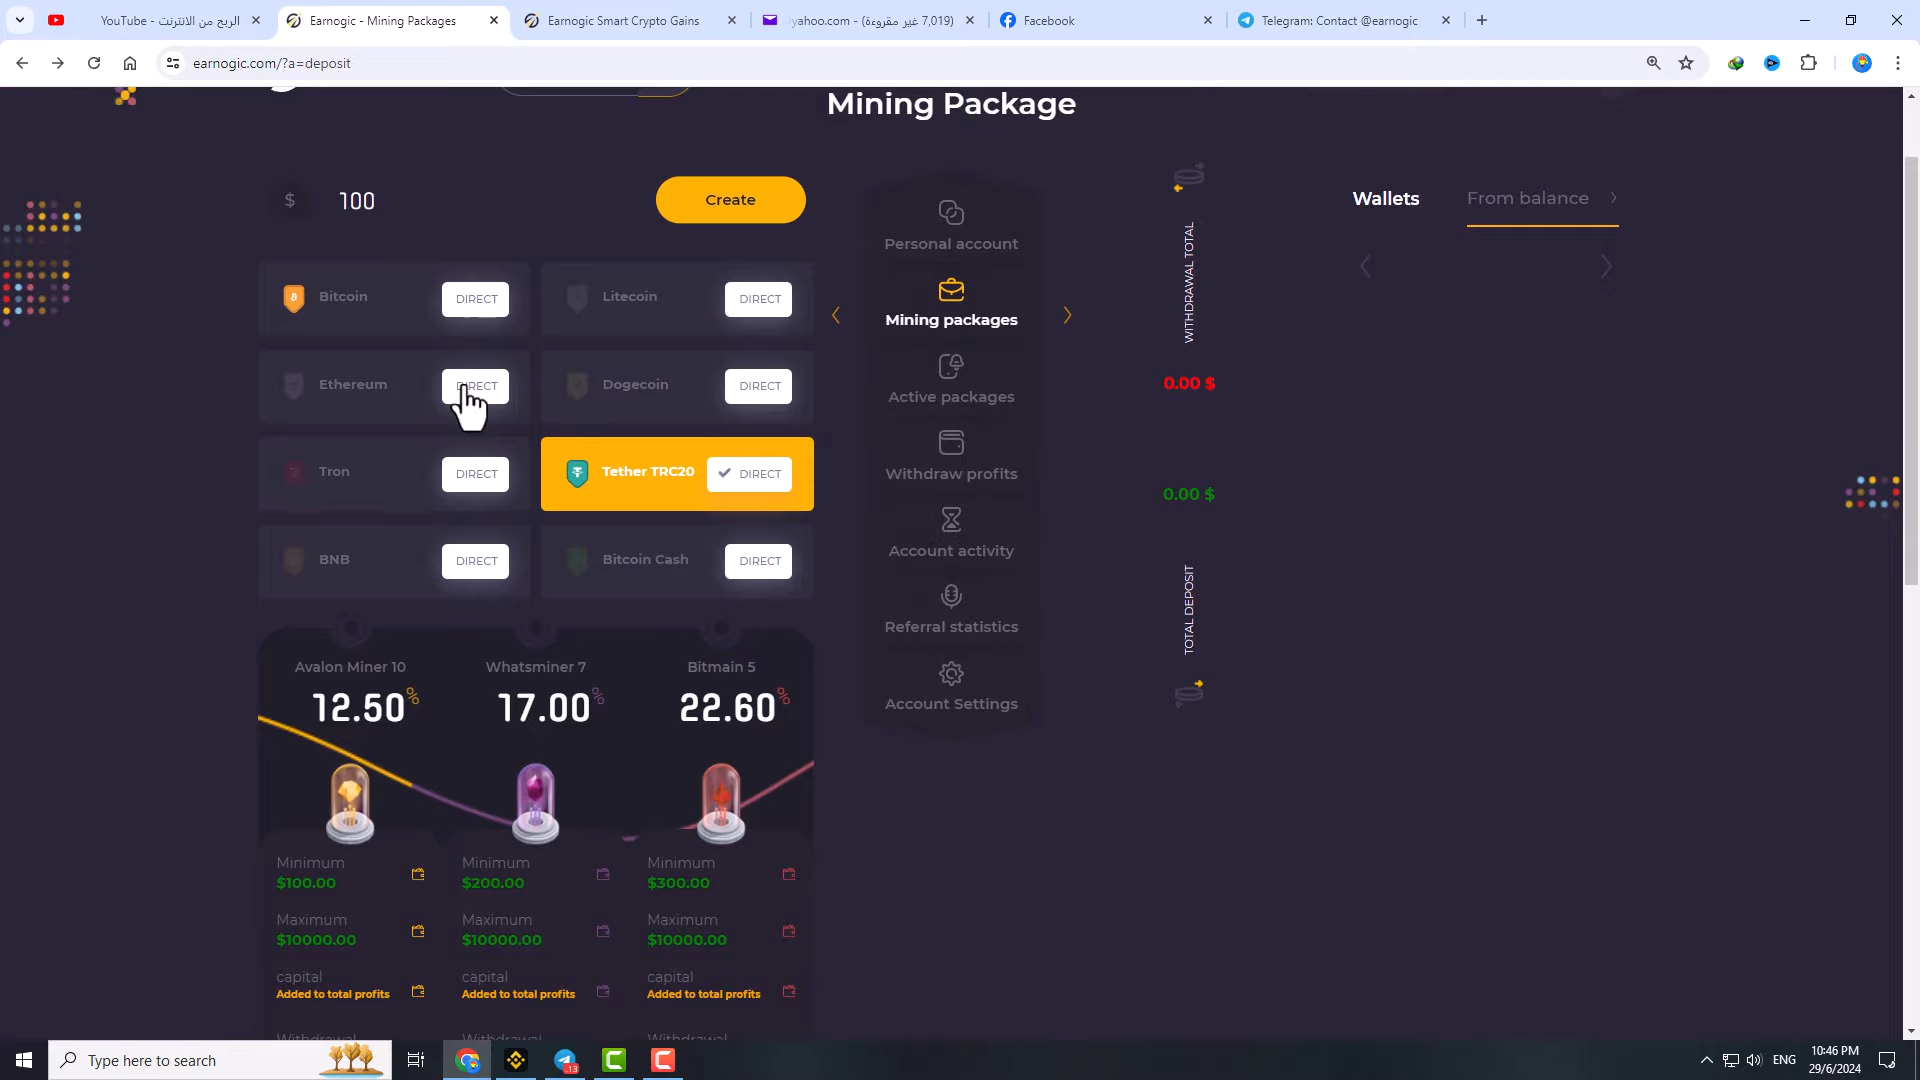 YouTube - الربح من الانترنت
Earnogic - Mining Packages
Earnogic Smart Crypto Gains
yahoo.com - (7,019 غير مقروءة)
Facebook
Telegram: Contact @earnogic
earnogic.com/?a=deposit
Mining Package
$
100
Create
Bitcoin
DIRECT
Litecoin
DIRECT
Ethereum
DIRECT
Dogecoin
DIRECT
Tron
DIRECT
Tether TRC20
DIRECT
BNB
DIRECT
Bitcoin Cash
DIRECT
Avalon Miner 10
12.50%
Whatsminer 7
17.00%
Bitmain 5
22.60%
Minimum
$100.00
Minimum
$200.00
Minimum
$300.00
Maximum
$10000.00
Maximum
$10000.00
Maximum
$10000.00
capital
Added to total profits
capital
Added to total profits
capital
Added to total profits
Withdrawal
Withdrawal
Withdrawal
Personal account
Mining packages
Active packages
Withdraw profits
Account activity
Referral statistics
Account Settings
WITHDRAWAL TOTAL
0.00 $
0.00 $
TOTAL DEPOSIT
Wallets
From balance
Type here to search
13
ENG
10:46 PM
29/6/2024